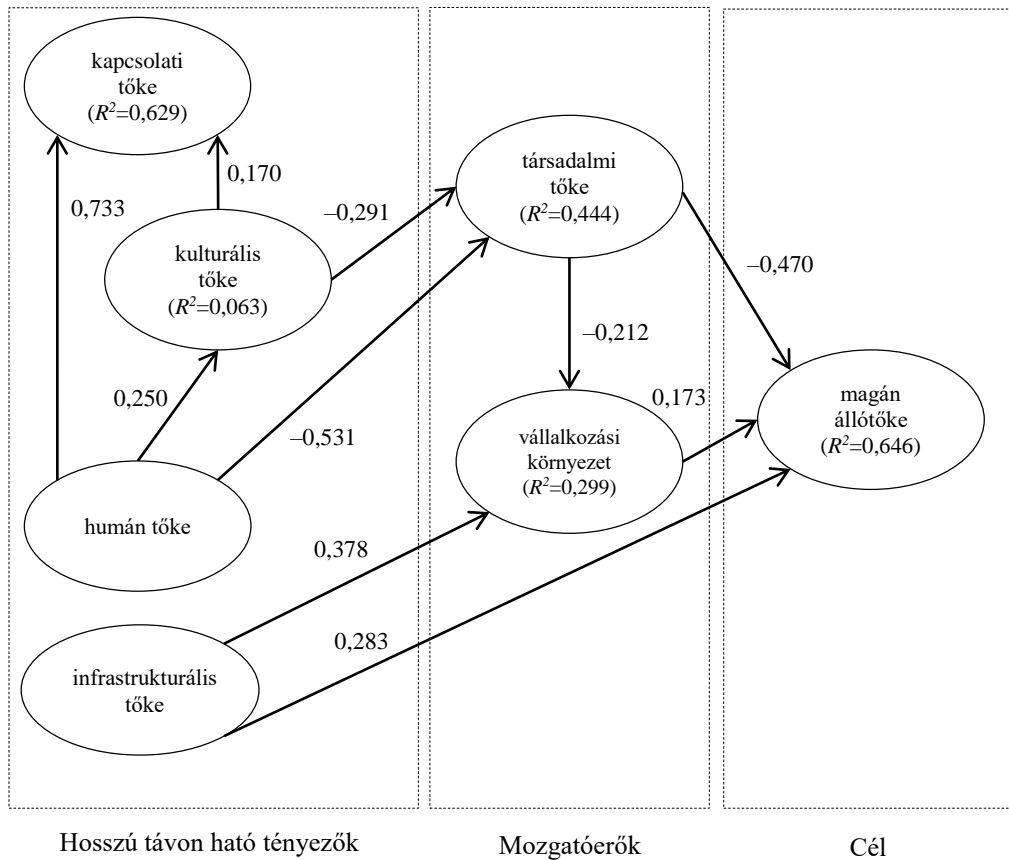 kapcsolati
tőke
(R²=0,629)
0,733
0,170
kulturális
tőke
(R²=0,063)
–0,291
0,250
–0,531
humán tőke
0,378
infrastrukturális
tőke
0,283
társadalmi
tőke
(R²=0,444)
–0,470
–0,212
0,173
vállalkozási
környezet
(R²=0,299)
magán
állótőke
(R²=0,646)
Hosszú távon ható tényezők
Mozgatóerők
Cél